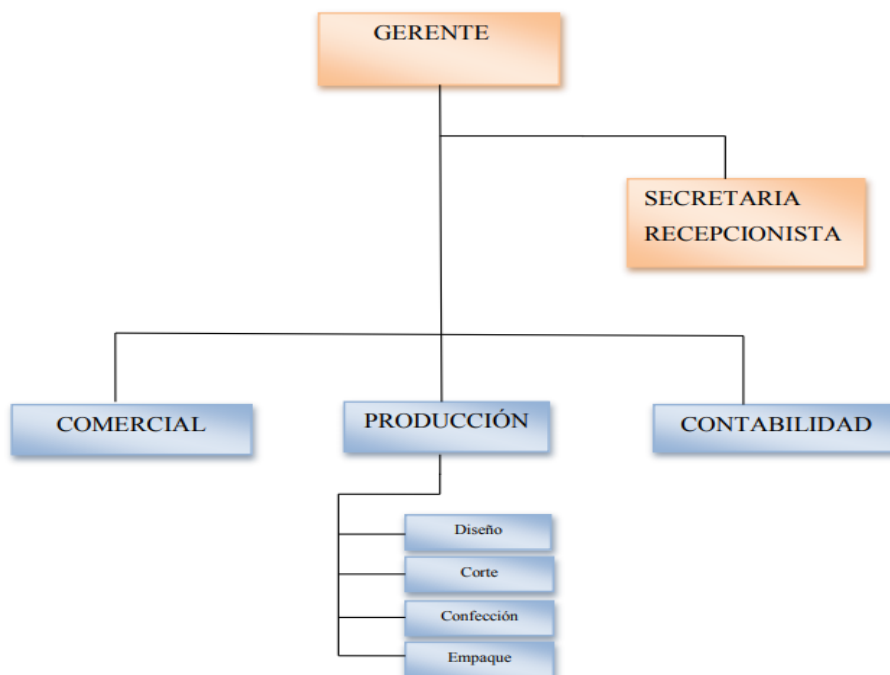 GERENTE
SECRETARIA
RECEPCIONISTA
COMERCIAL
PRODUCCIÓN
CONTABILIDAD
Diseño
Corte
Confección
Empaque